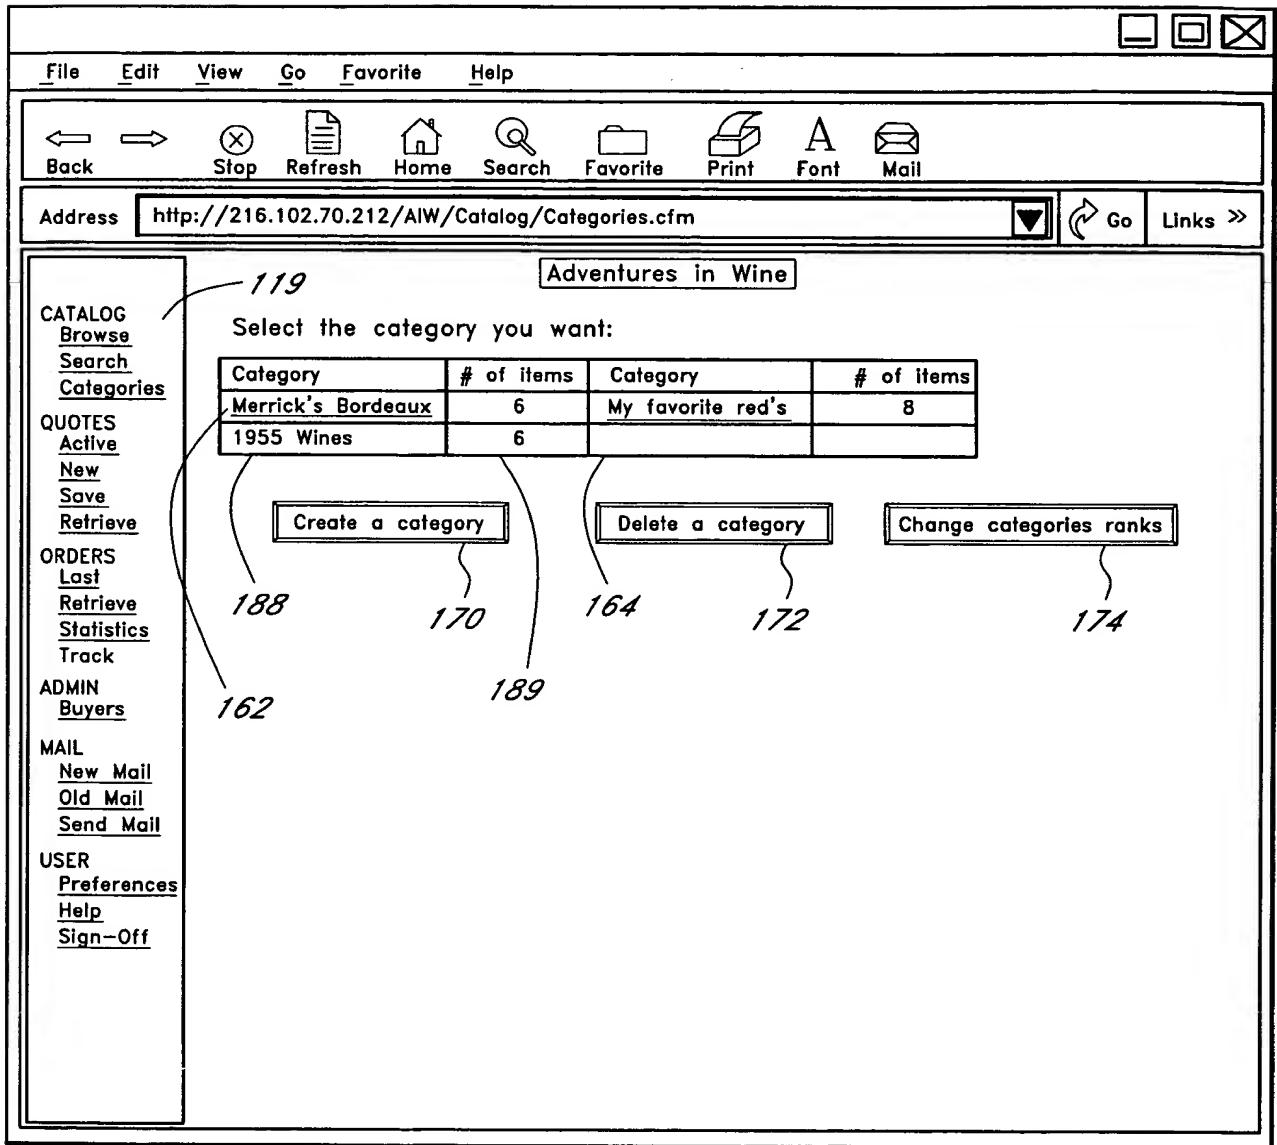 File Edit View Go Favorite Help
Back Stop Refresh Home Search Favorite Print A Font Mail
Address http://216.102.70.212/AIW/Catalog/Categories.cfm Go Links »
119
Adventures in Wine
CATALOG
Browse
Search
Categories
QUOTES
Active
New
Save
Retrieve
ORDERS
Last
Retrieve
Statistics
Track
ADMIN
Buyers
MAIL
New Mail
Old Mail
Send Mail
USER
Preferences
Help
Sign-Off
Select the category you want:
Category # of items Category # of items
Merrick's Bordeaux 6 My favorite red's 8
1955 Wines 6
Create a category Delete a category Change categories ranks
188 170 164 172 174
162 189